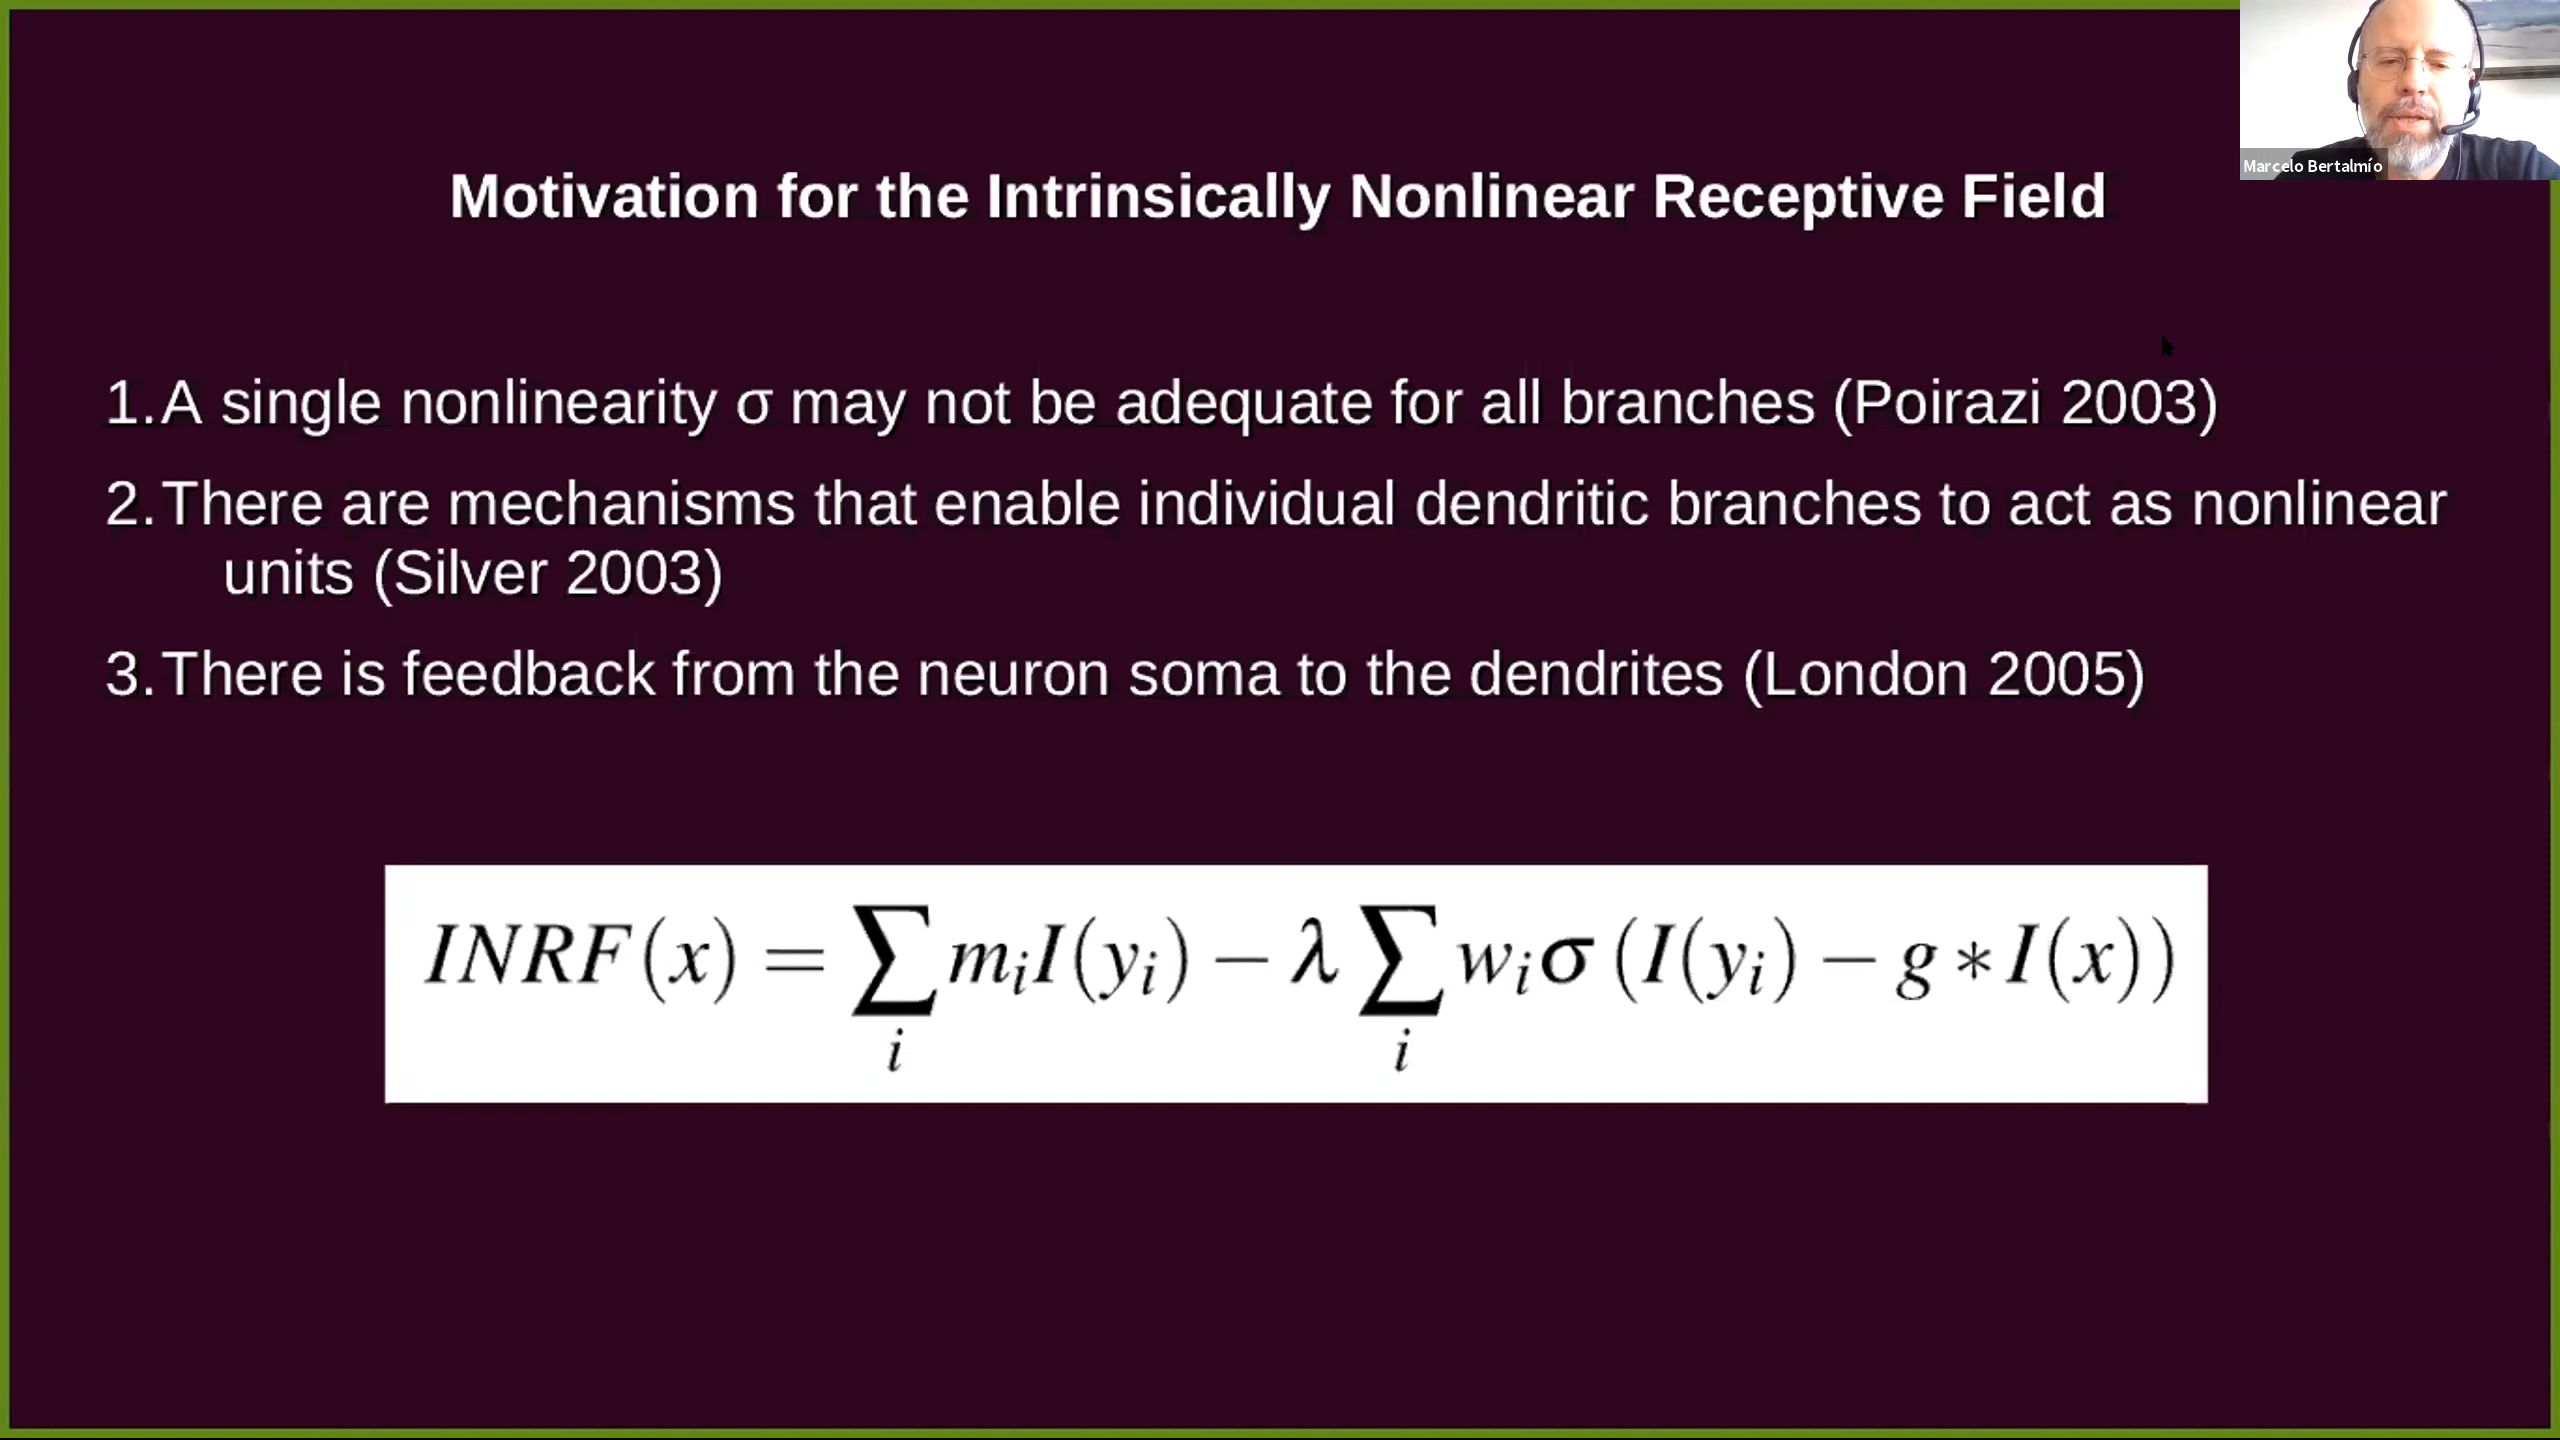 Motivation for the Intrinsically Nonlinear Receptive Field
Marcelo Bertalmío
1. A single nonlinearity σ may not be adequate for all branches (Poirazi 2003)
2. There are mechanisms that enable individual dendritic branches to act as nonlinear
units (Silver 2003)
3. There is feedback from the neuron soma to the dendrites (London 2005)
INRF(x) = ∑_i m_i I(y_i) − λ ∑_i w_i σ (I(y_i) − g ∗ I(x))